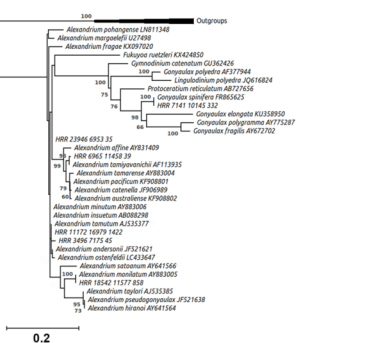 100
Outgroups
Alexandrium pohangense LN811348
Alexandrium margoelefii U27498
Alexandrium fragae KX097020
Fukuyoa ruetzleri KX424850
Gymnodinium catenatum GU362426
Gonyaulax polyedra AF377944
100
Lingulodinium polyedra JQ616824
100
Protoceratium reticulatum AB727656
75
Gonyaulax spinifera FR865625
100
HRR 7141 10145 332
76
Gonyaulax elongata KU358950
98
Gonyaulax polygramma AY775287
66
Gonyaulax fragilis AY672702
100
HRR 23946 6953 35
Alexandrium affine AY831409
HRR 6965 11458 39
Alexandrium tamiyavanichii AF113935
99
Alexandrium tamarense AY883004
Alexandrium pacificum KF908801
79
Alexandrium catenella JF906989
60
Alexandrium australiense KF908802
Alexandrium minutum AY883006
Alexandrium insuetum AB088298
Alexandrium tamutum AJ535377
HRR 11172 16979 1422
HRR 3496 7175 45
Alexandrium andersonii JF521621
Alexandrium ostenfeldii LC433647
Alexandrium satoanum AY641566
100
Alexandrium monilatum AY883005
HRR 18542 11577 858
Alexandrium taylori AJ535385
Alexandrium pseudogonyaulax JF521638
95
Alexandrium hiranoi AY641564
73
0.2